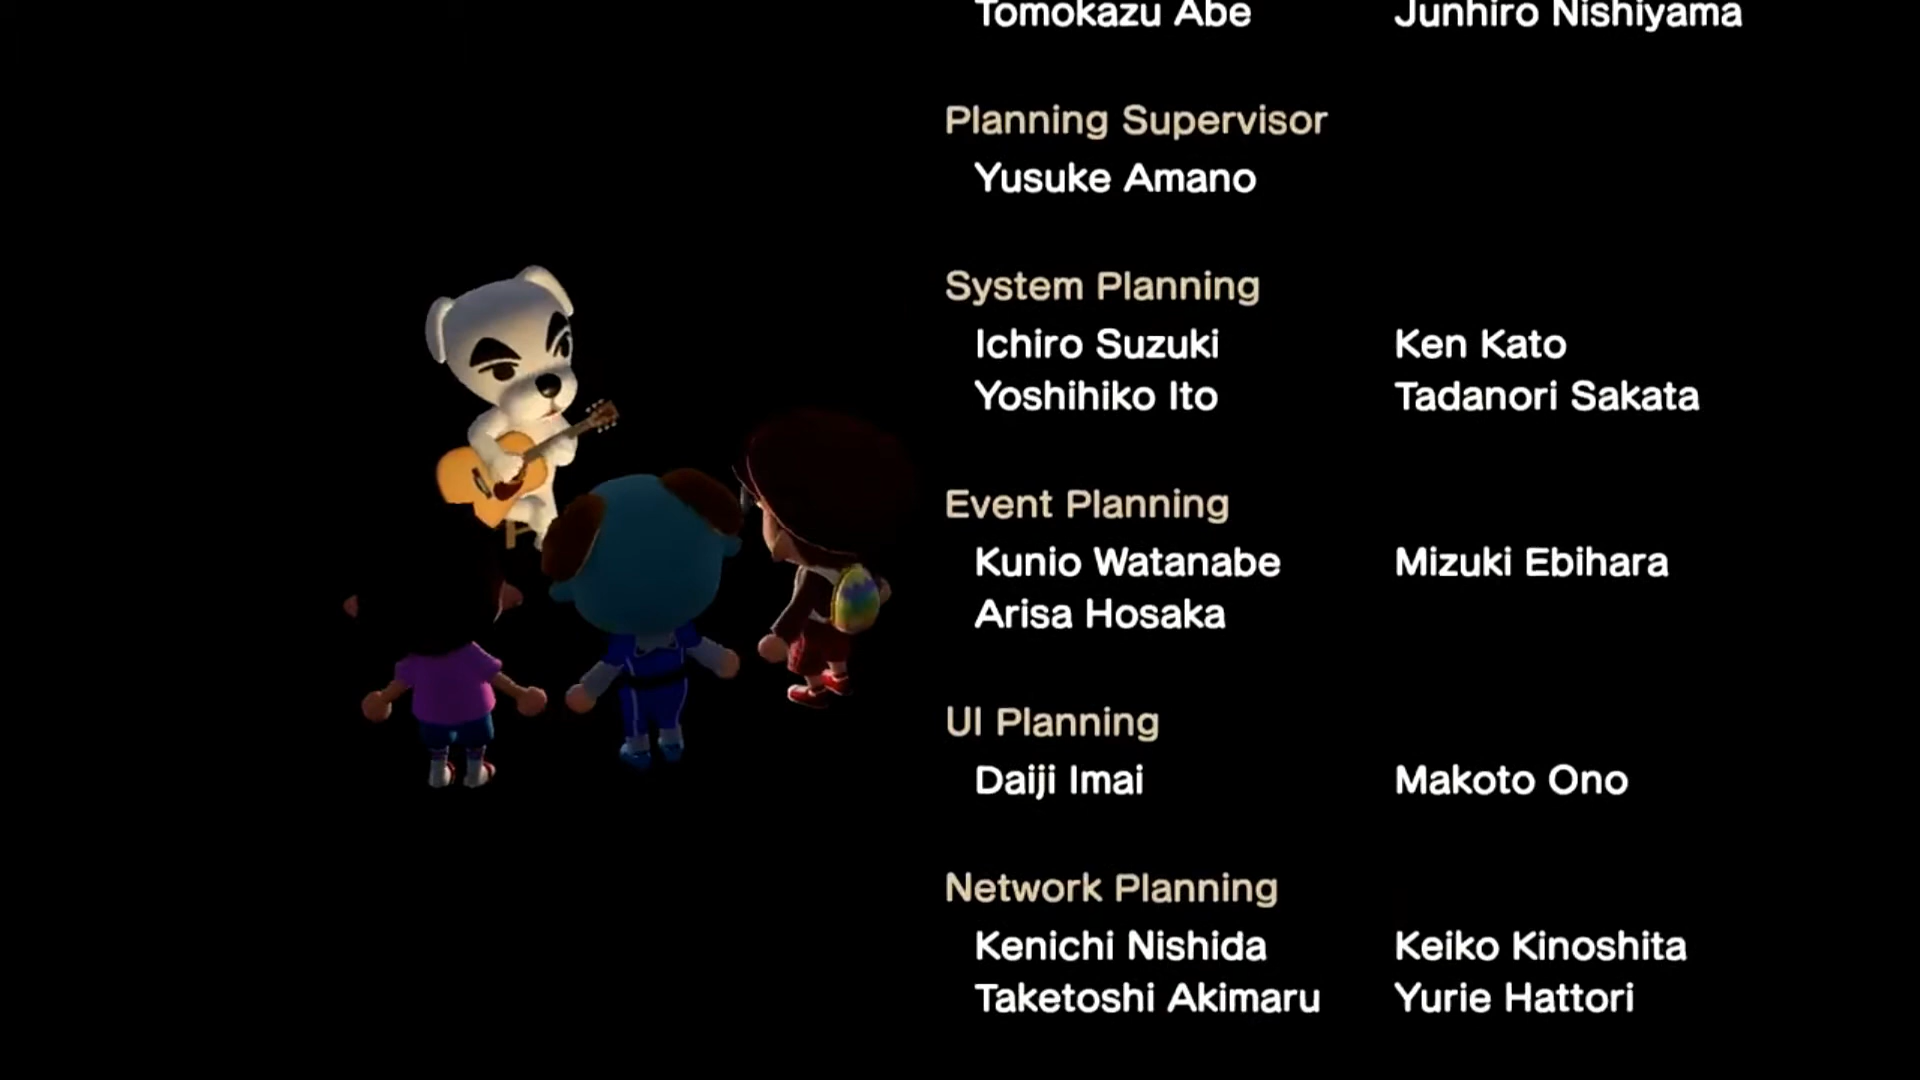 Tomokazu Abe Junhiro Nishiyama
Planning Supervisor
Yusuke Amano
System Planning
Ichiro Suzuki Ken Kato
Yoshihiko Ito Tadanori Sakata
Event Planning
Kunio Watanabe Mizuki Ebihara
Arisa Hosaka
UI Planning
Daiji Imai Makoto Ono
Network Planning
Kenichi Nishida Keiko Kinoshita
Taketoshi Akimaru Yurie Hattori